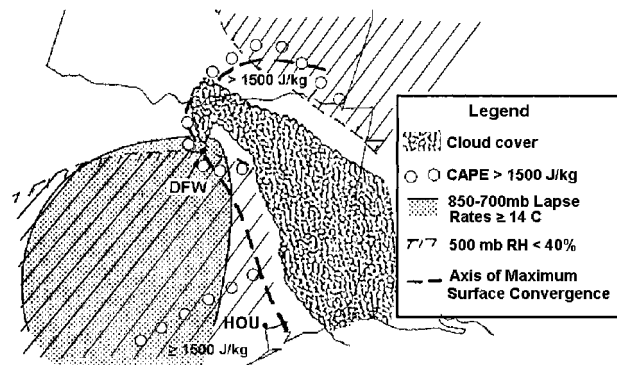 > 1500 J/kg
DFW
HOU
≥ 1500 J/kg
Legend
Cloud cover
CAPE > 1500 J/kg
850-700mb Lapse
Rates ≥ 14 C
500 mb RH < 40%
Axis of Maximum
Surface Convergence